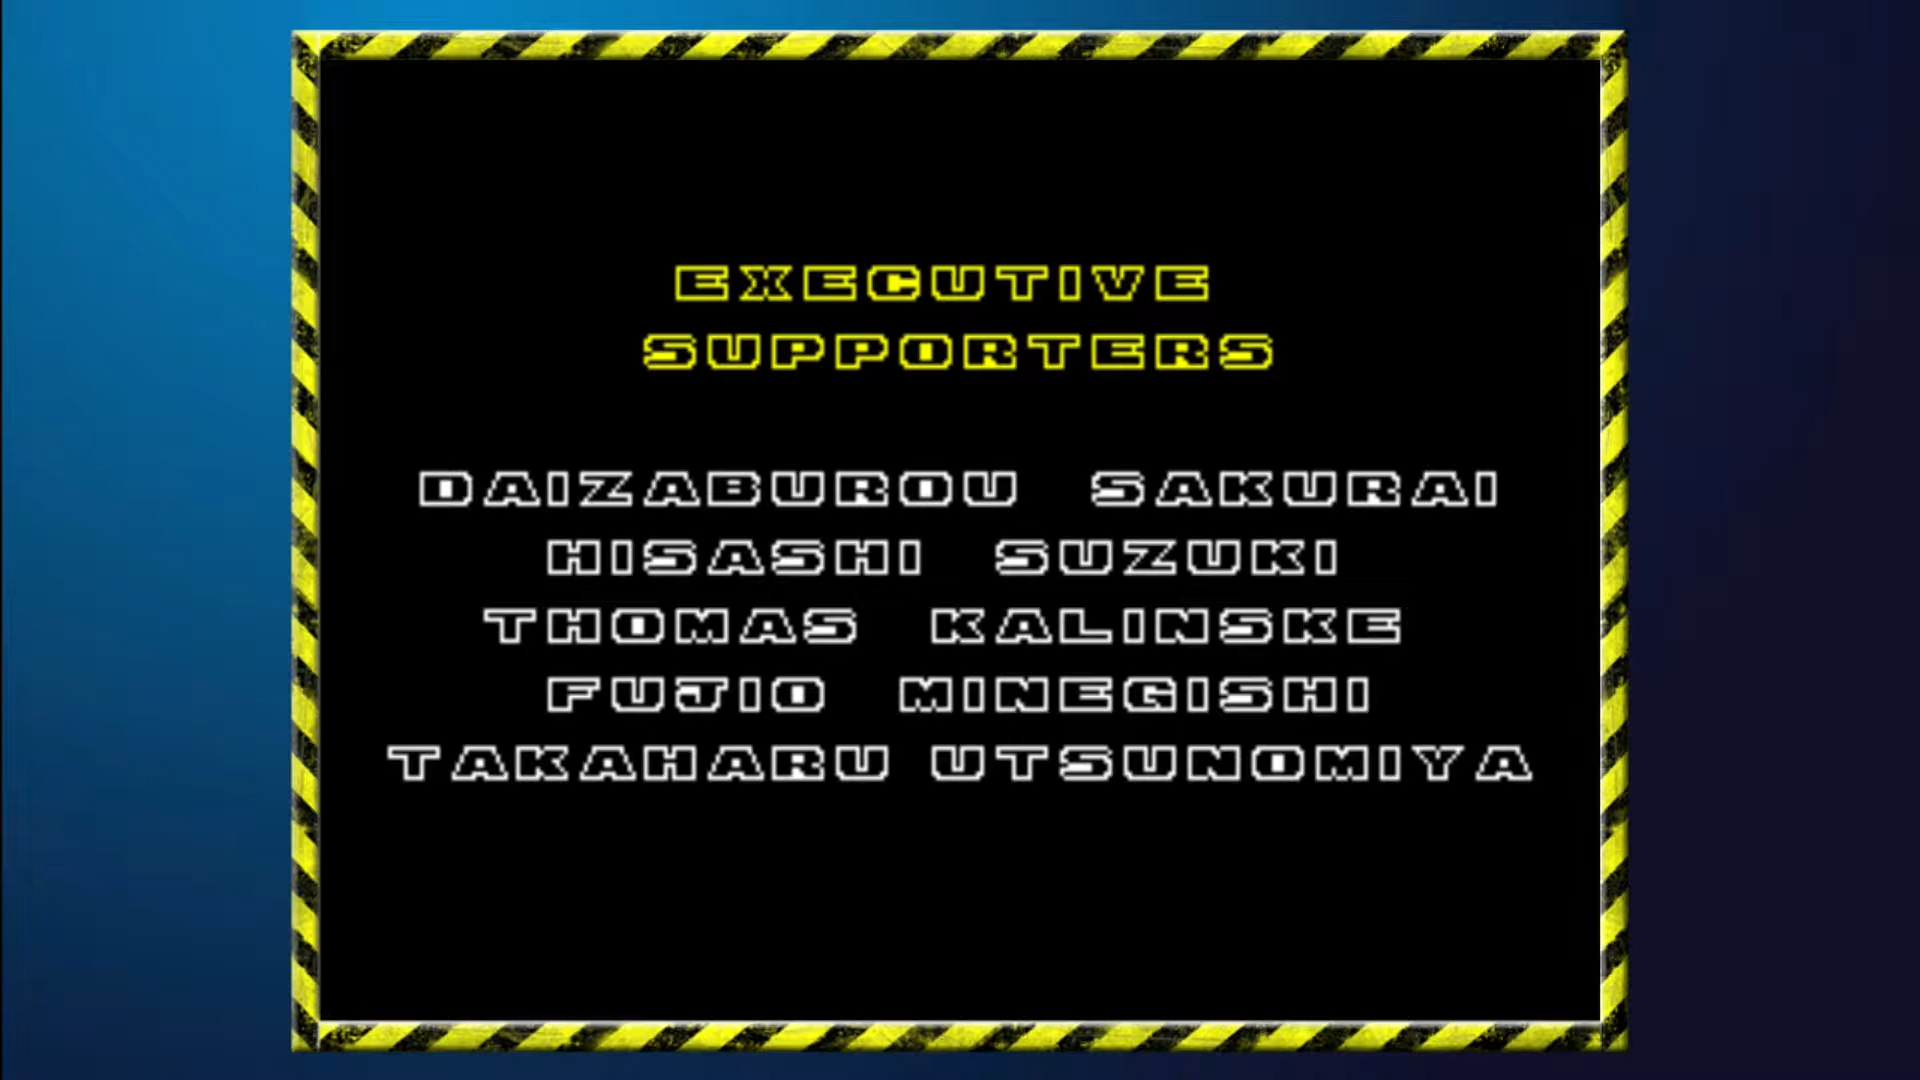 EXECUTIVE
SUPPORTERS
DAIZABUROU SAKURAI
HISASHI SUZUKI
THOMAS KALINSKE
FUJIO MINEGISHI
TAKAHARU UTSUNOMIYA